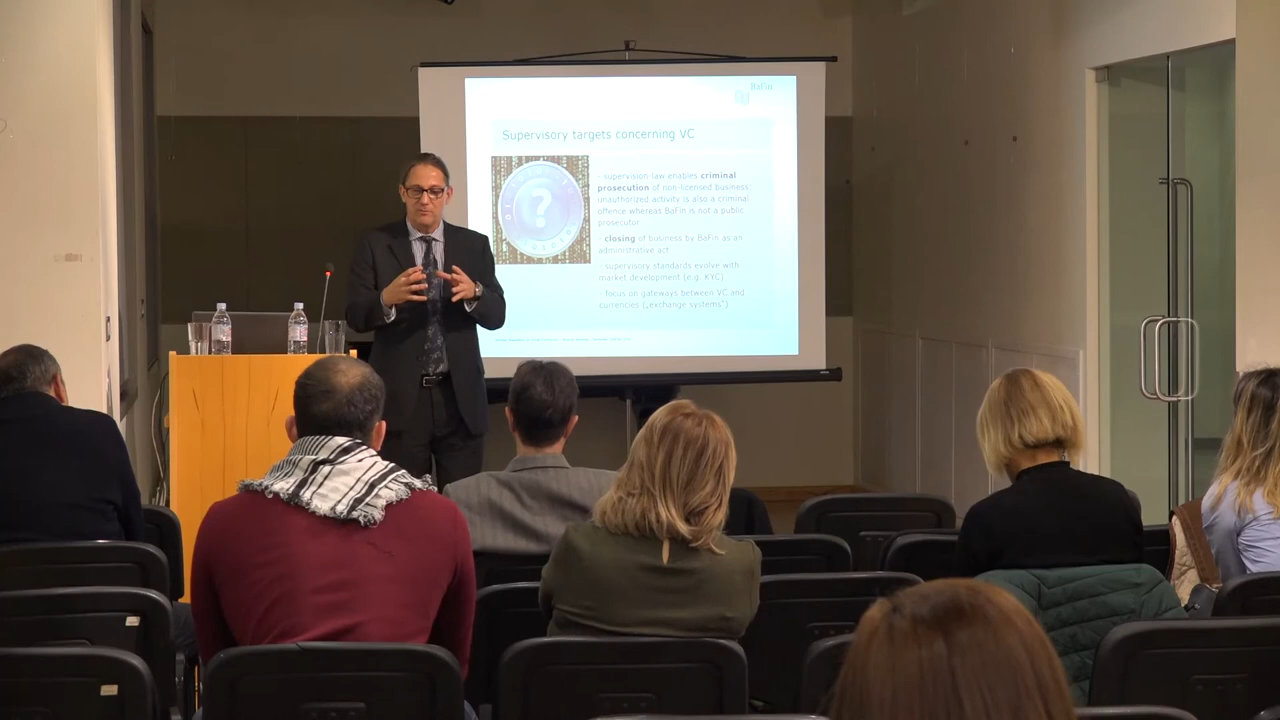 BaFin
Supervisory targets concerning VC
- supervision law enables criminal
prosecution of non-licensed business;
unauthorized activity is also a criminal
offence whereas BaFin is not a public
prosecutor
- closing of business by BaFin as an
administrative act
- supervisory standards evolve with
market development (e.g. KYC)
- focus on gateways between VC and
currencies („exchange systems")
?